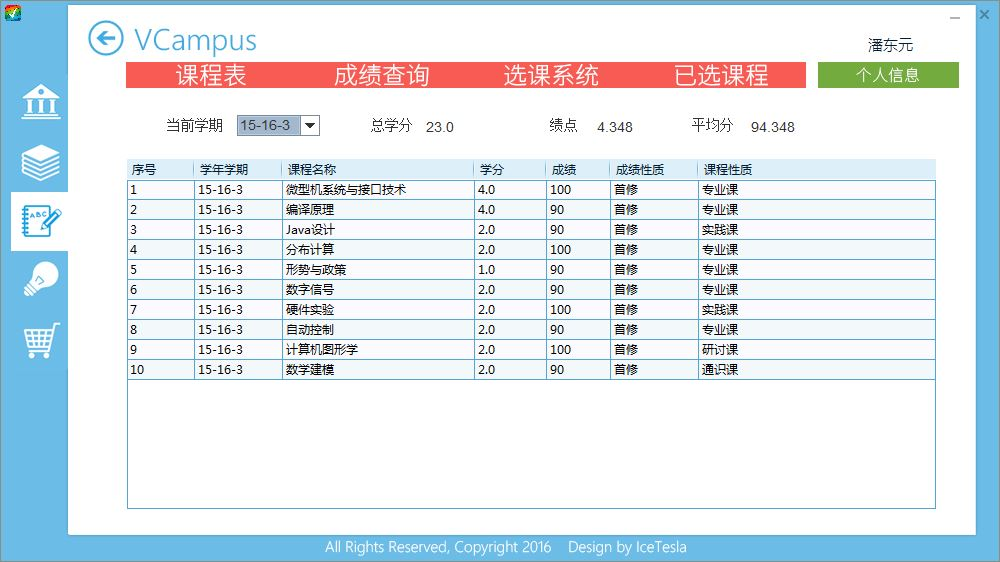 VCampus
潘东元
课程表 成绩查询 选课系统 已选课程 个人信息
当前学期 15-16-3 总学分 23.0 绩点 4.348 平均分 94.348
序号 学年学期 课程名称 学分 成绩 成绩性质 课程性质
1 15-16-3 微型机系统与接口技术 4.0 100 首修 专业课
2 15-16-3 编译原理 4.0 90 首修 专业课
3 15-16-3 Java设计 2.0 90 首修 实践课
4 15-16-3 分布计算 2.0 100 首修 专业课
5 15-16-3 形势与政策 1.0 90 首修 专业课
6 15-16-3 数字信号 2.0 90 首修 专业课
7 15-16-3 硬件实验 2.0 100 首修 实践课
8 15-16-3 自动控制 2.0 90 首修 专业课
9 15-16-3 计算机图形学 2.0 100 首修 研讨课
10 15-16-3 数学建模 2.0 90 首修 通识课
ABC
All Rights Reserved, Copyright 2016 Design by IceTesla